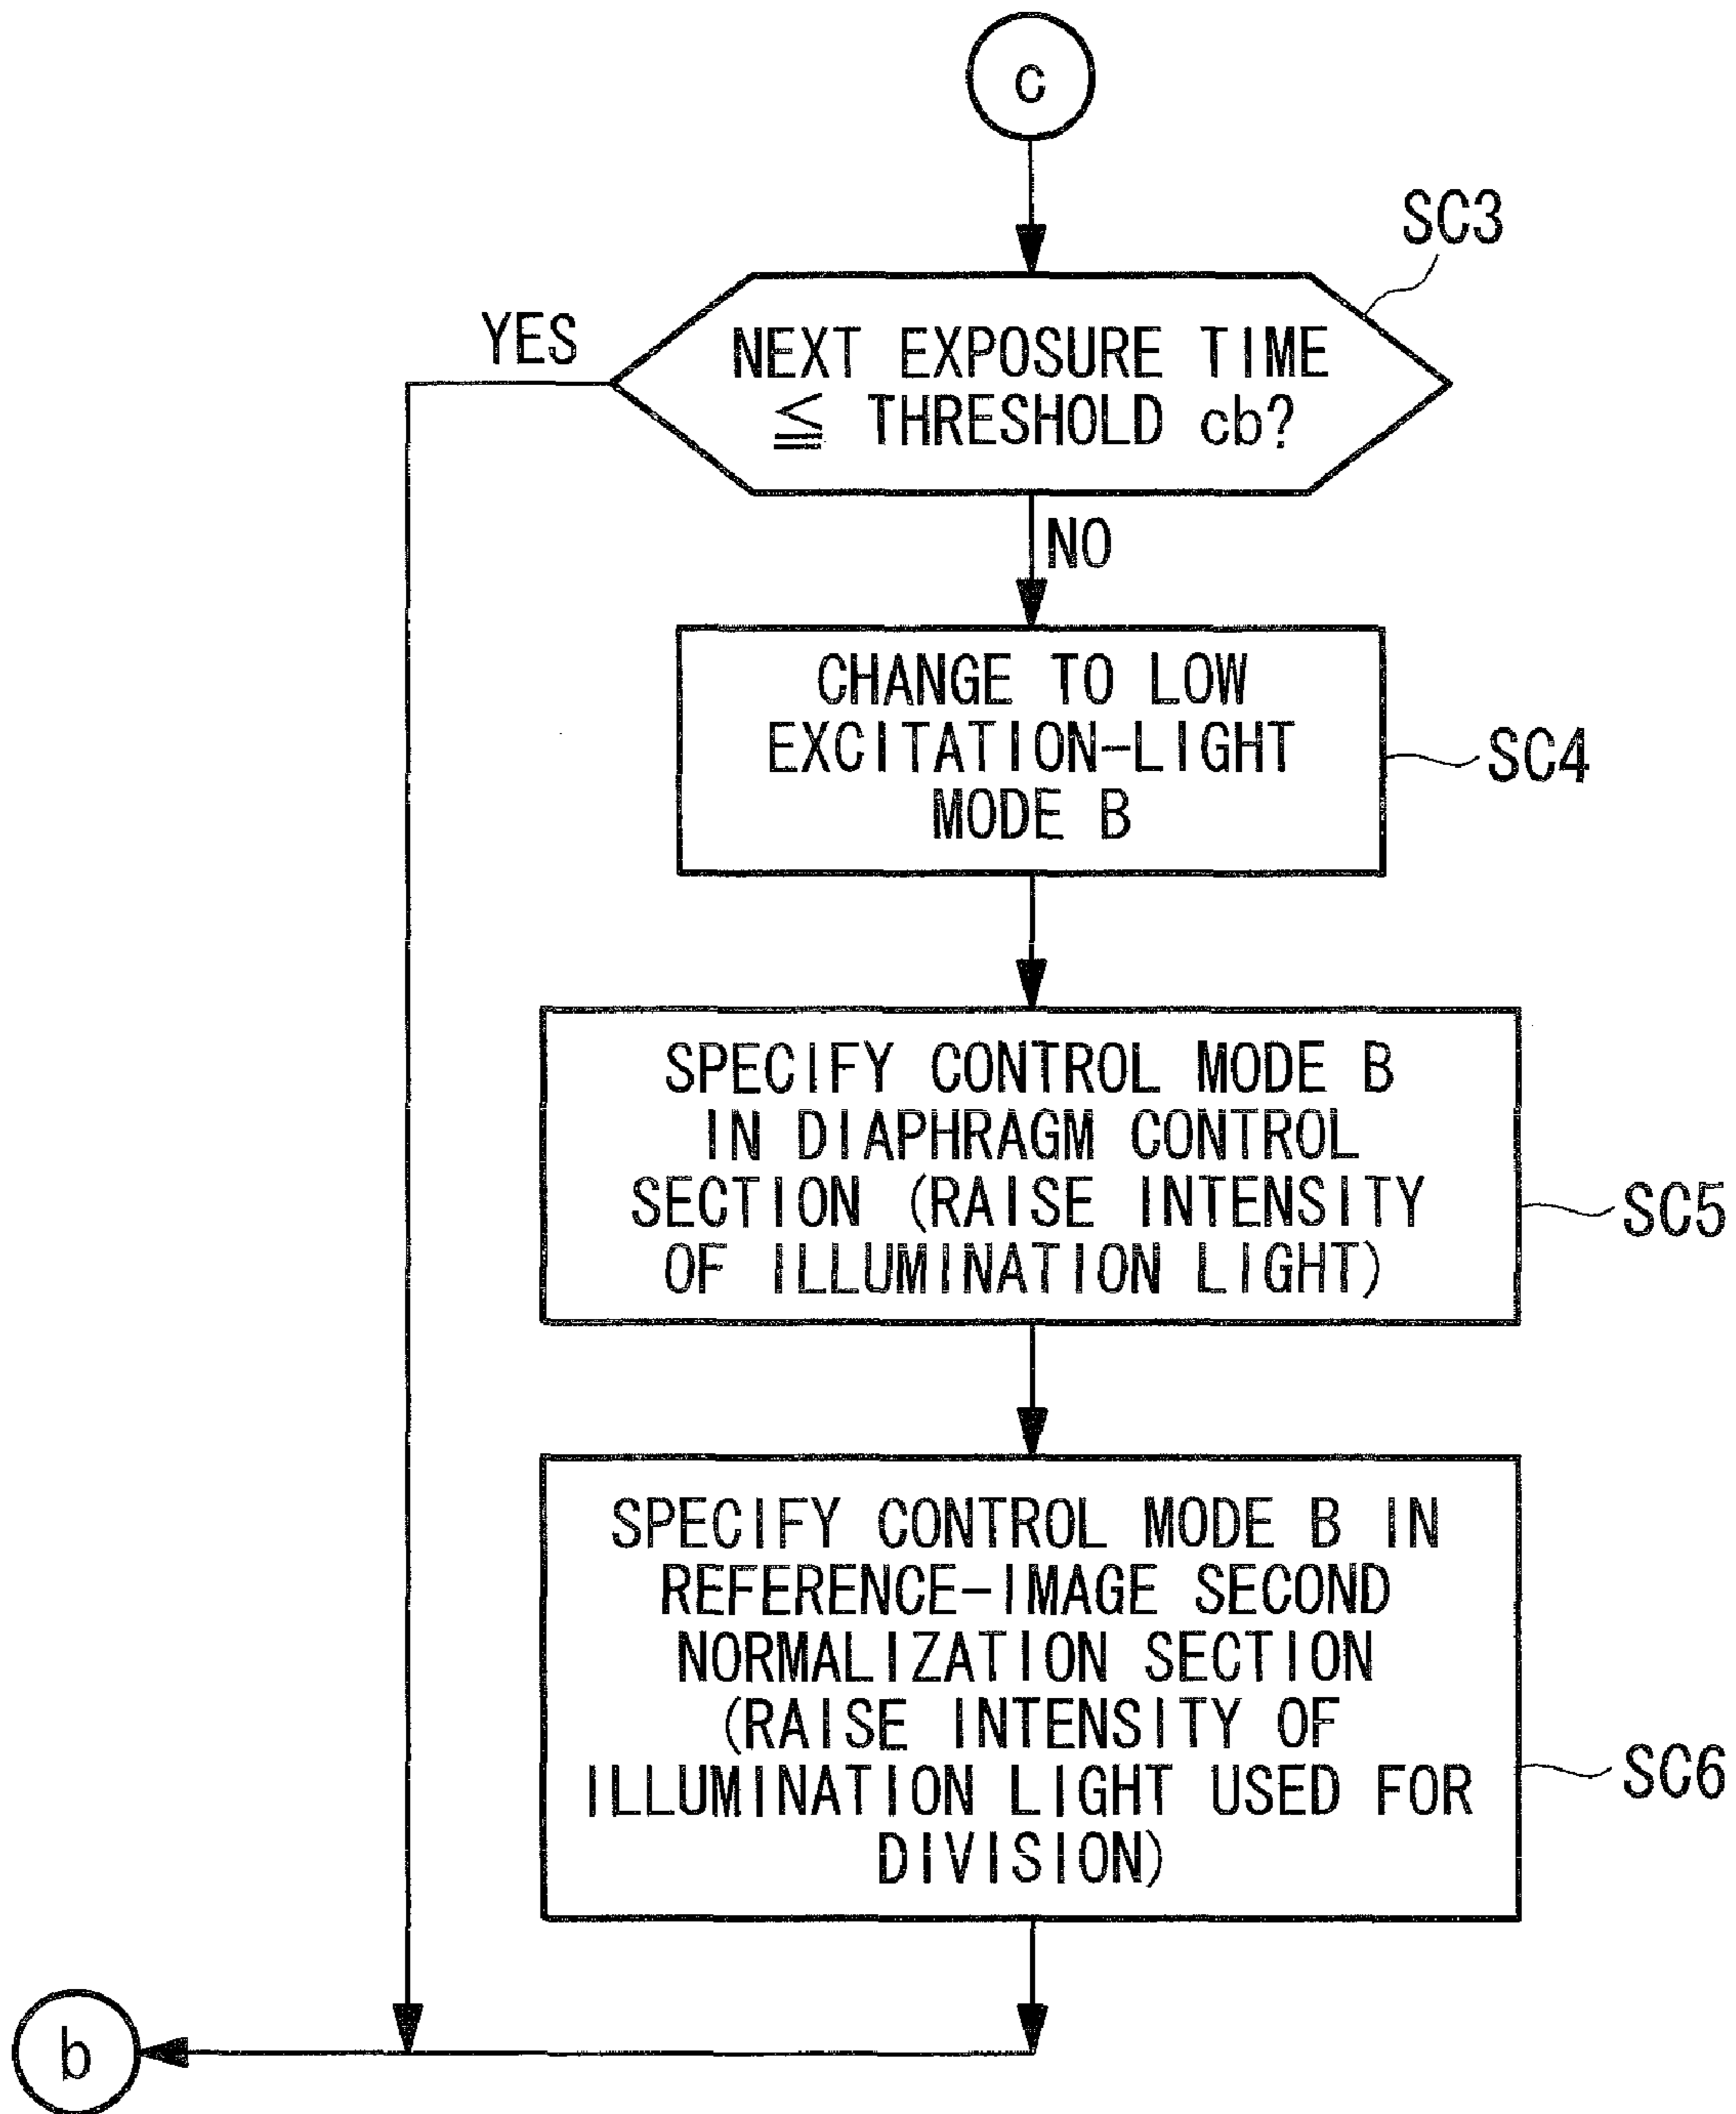 c
SC3
YES
NEXT EXPOSURE TIME
≦ THRESHOLD cb?
NO
CHANGE TO LOW
EXCITATION-LIGHT
MODE B
SC4
SPECIFY CONTROL MODE B
IN DIAPHRAGM CONTROL
SECTION (RAISE INTENSITY
OF ILLUMINATION LIGHT)
SC5
SPECIFY CONTROL MODE B IN
REFERENCE-IMAGE SECOND
NORMALIZATION SECTION
(RAISE INTENSITY OF
ILLUMINATION LIGHT USED FOR
DIVISION)
SC6
b